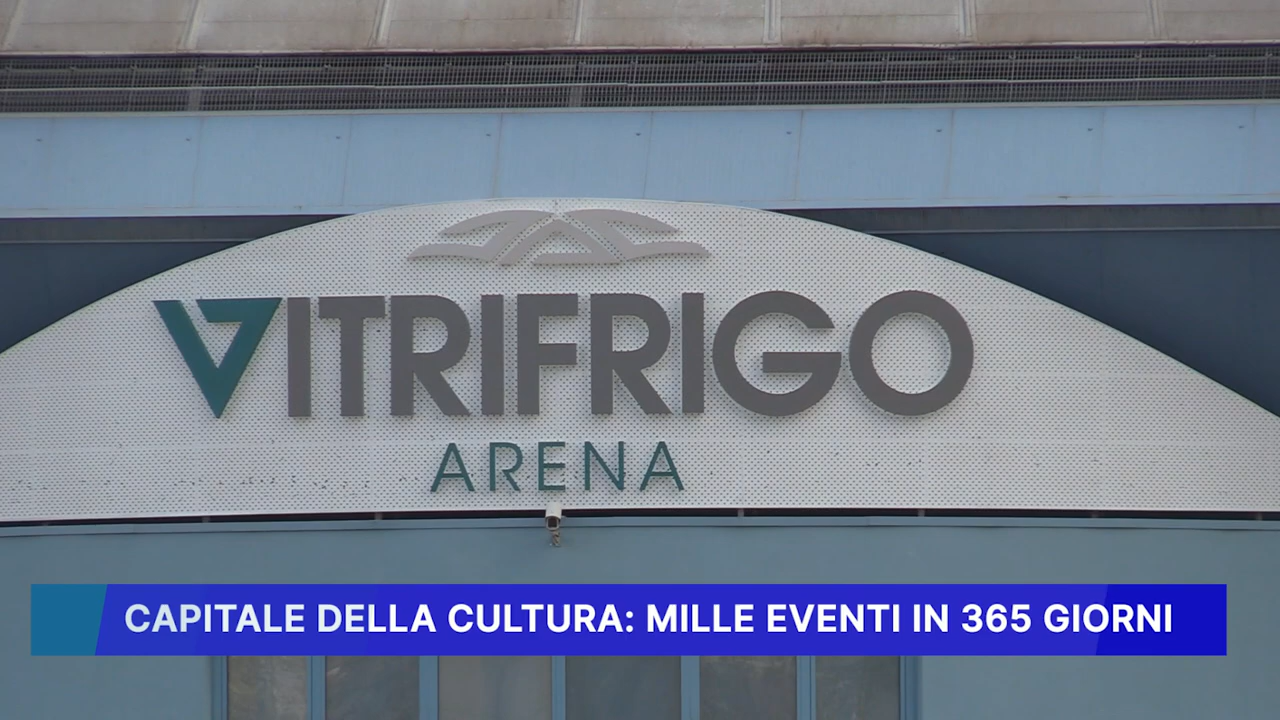 VITRIFRIGO
ARENA
CAPITALE DELLA CULTURA: MILLE EVENTI IN 365 GIORNI